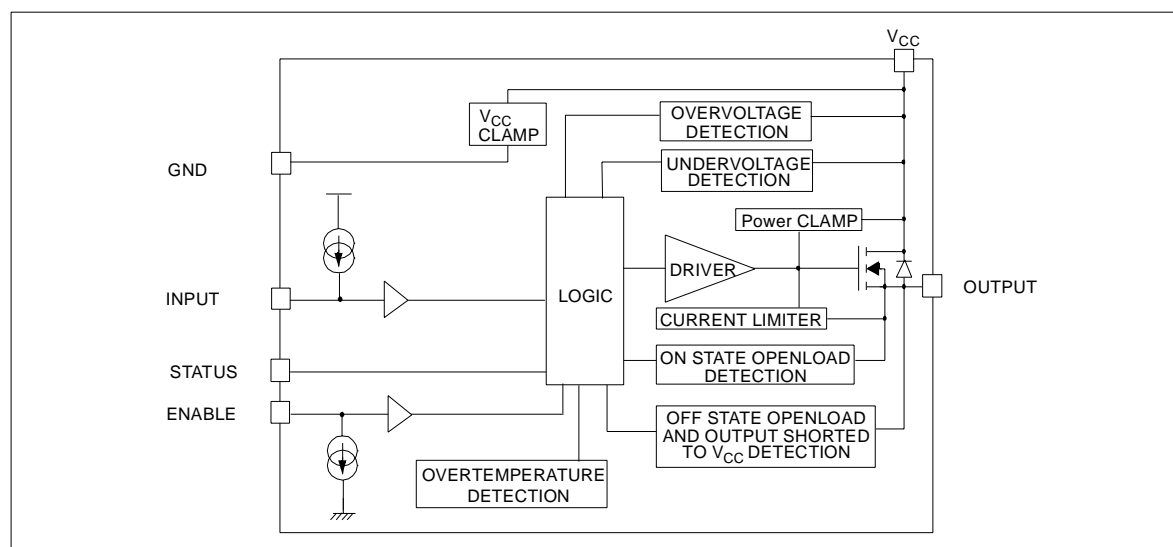 VCC
OVERVOLTAGE
DETECTION
VCC
CLAMP
UNDERVOLTAGE
DETECTION
GND
Power CLAMP
DRIVER
LOGIC
INPUT
OUTPUT
CURRENT LIMITER
ON STATE OPENLOAD
DETECTION
STATUS
ENABLE
OFF STATE OPENLOAD
AND OUTPUT SHORTED
TO VCC DETECTION
OVERTEMPERATURE
DETECTION